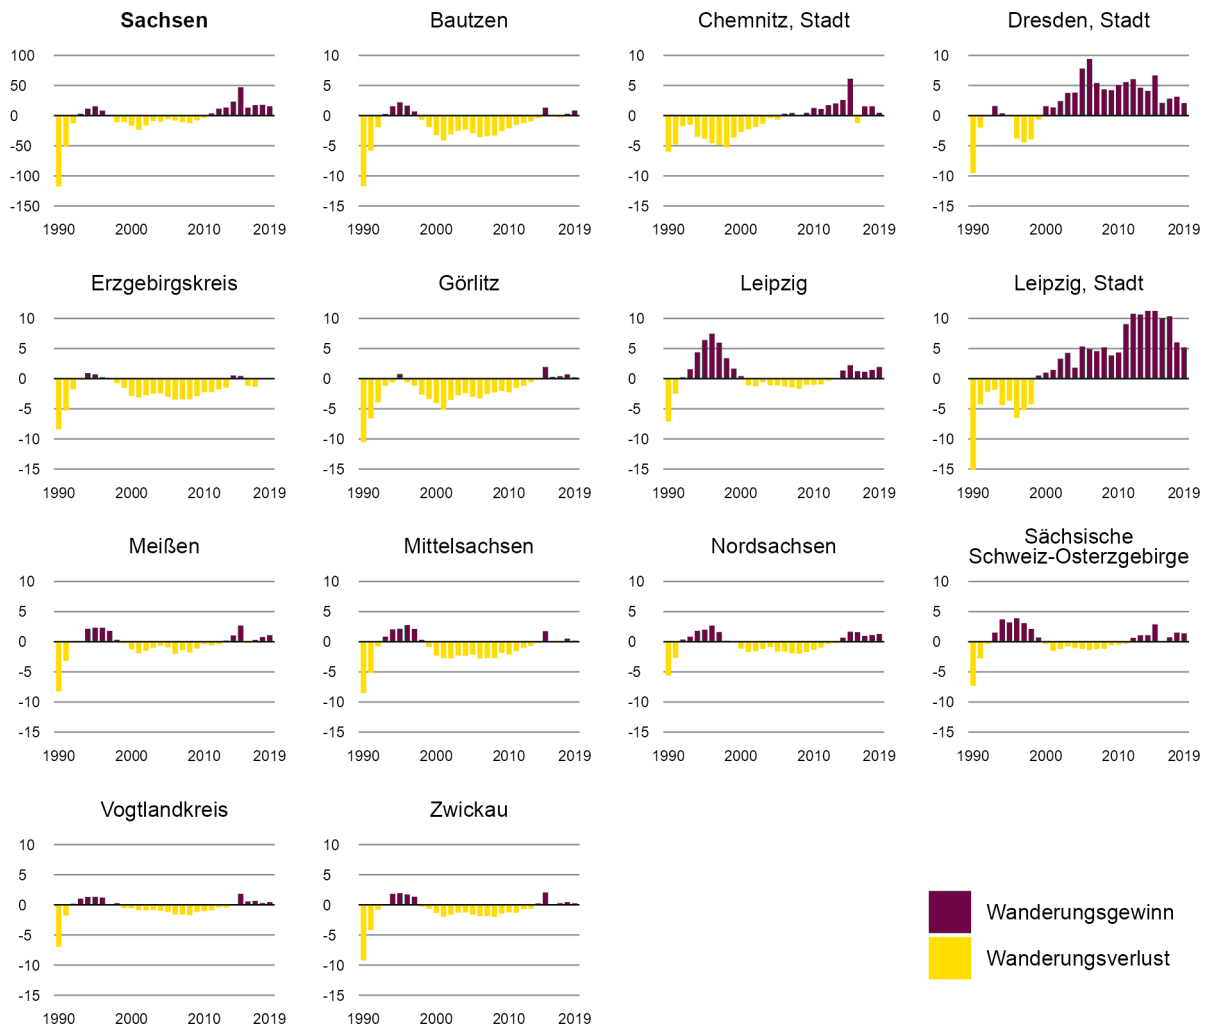 Sachsen
100
50
0
-50
-100
-150
1990 2000 2010 2019
Bautzen
10
5
0
-5
-10
-15
1990 2000 2010 2019
Chemnitz, Stadt
10
5
0
-5
-10
-15
1990 2000 2010 2019
Dresden, Stadt
10
5
0
-5
-10
-15
1990 2000 2010 2019
Erzgebirgskreis
10
5
0
-5
-10
-15
1990 2000 2010 2019
Görlitz
10
5
0
-5
-10
-15
1990 2000 2010 2019
Leipzig
10
5
0
-5
-10
-15
1990 2000 2010 2019
Leipzig, Stadt
10
5
0
-5
-10
-15
1990 2000 2010 2019
Meißen
10
5
0
-5
-10
-15
1990 2000 2010 2019
Mittelsachsen
10
5
0
-5
-10
-15
1990 2000 2010 2019
Nordsachsen
10
5
0
-5
-10
-15
1990 2000 2010 2019
Sächsische
Schweiz-Osterzgebirge
10
5
0
-5
-10
-15
1990 2000 2010 2019
Vogtlandkreis
10
5
0
-5
-10
-15
1990 2000 2010 2019
Zwickau
10
5
0
-5
-10
-15
1990 2000 2010 2019
Wanderungsgewinn
Wanderungsverlust